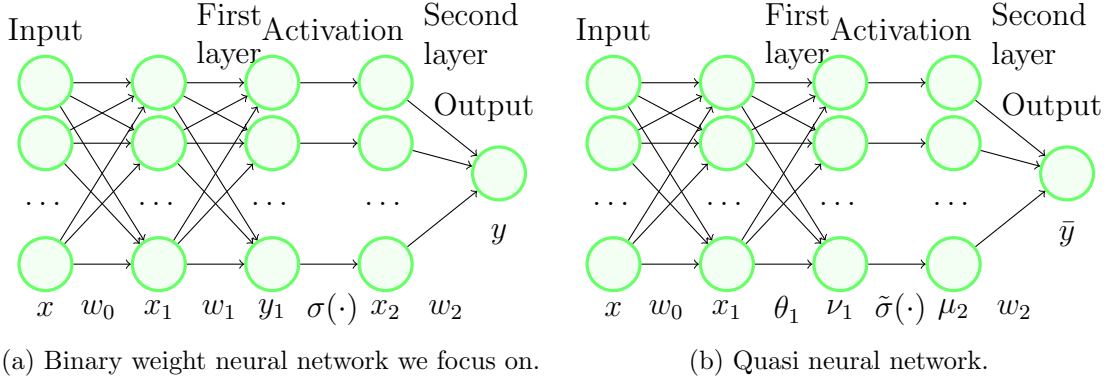 Input
First
layer
Activation
Second
layer
Output
...
...
...
...
y
x
w₀
x₁
w₁
y₁
σ(·)
x₂
w₂
(a) Binary weight neural network we focus on.
Input
First
layer
Activation
Second
layer
Output
...
...
...
...
ȳ
x
w₀
x₁
θ₁
ν₁
σ̃(·)
μ₂
w₂
(b) Quasi neural network.